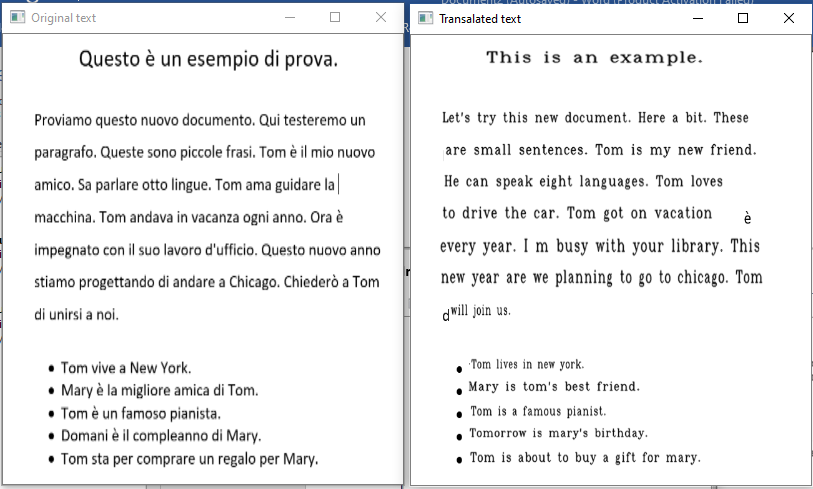 Document2 (Autosaved) - Word (Product Activation Failed)
Original text
Questo è un esempio di prova.
Proviamo questo nuovo documento. Qui testeremo un
paragrafo. Queste sono piccole frasi. Tom è il mio nuovo
amico. Sa parlare otto lingue. Tom ama guidare la
macchina. Tom andava in vacanza ogni anno. Ora è
impegnato con il suo lavoro d'ufficio. Questo nuovo anno
stiamo progettando di andare a Chicago. Chiederò a Tom
di unirsi a noi.
• Tom vive a New York.
• Mary è la migliore amica di Tom.
• Tom è un famoso pianista.
• Domani è il compleanno di Mary.
• Tom sta per comprare un regalo per Mary.
Transalated text
This is an example.
Let's try this new document. Here a bit. These
are small sentences. Tom is my new friend.
He can speak eight languages. Tom loves
to drive the car. Tom got on vacation è
every year. I m busy with your library. This
new year are we planning to go to chicago. Tom
d will join us.
• Tom lives in new york.
• Mary is tom's best friend.
• Tom is a famous pianist.
• Tomorrow is mary's birthday.
• Tom is about to buy a gift for mary.